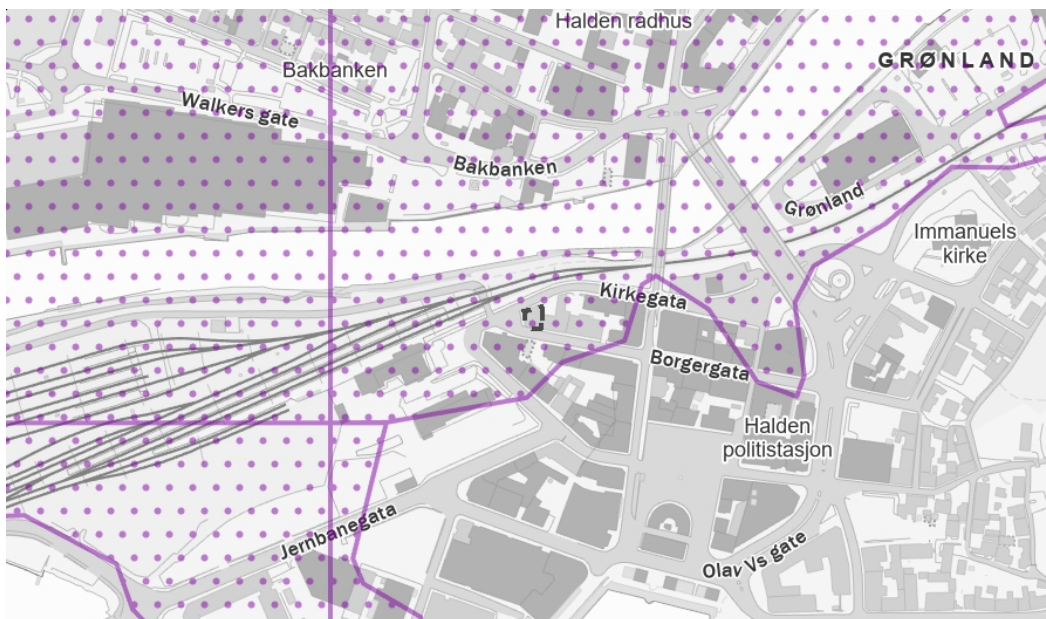 Halden rådhus
GRØNLAND
Bakbanken
Walkers gate
Bakbanken
Grønland
Immanuels
kirke
Kirkegata
Borgergata
Halden
politistasjon
Jernbanegata
Olav Vs gate